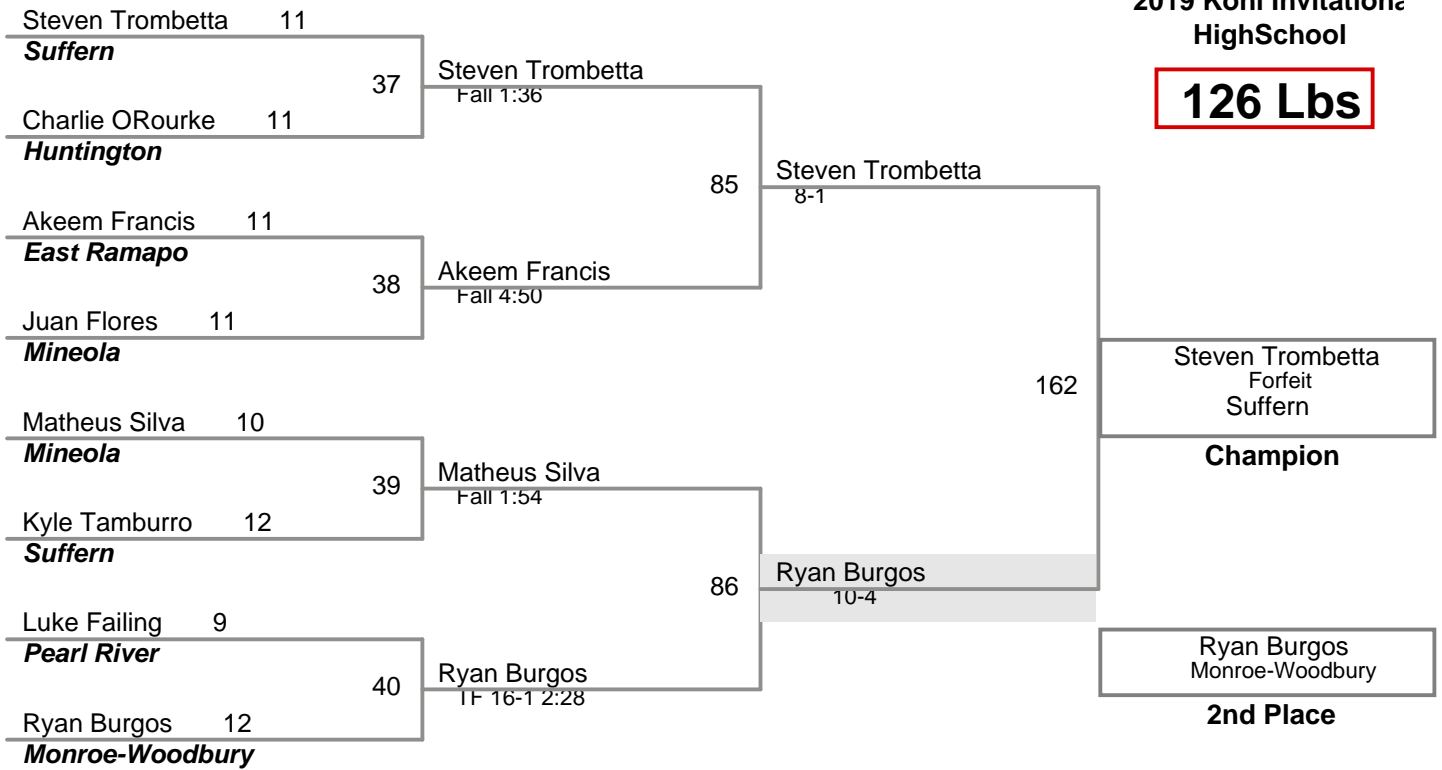 2019 Kohl Invitational
HighSchool
126 Lbs
Steven Trombetta 11
Suffern
37
Charlie ORourke 11
Huntington
Steven Trombetta
Fall 1:36
85
Akeem Francis 11
East Ramapo
38
Juan Flores 11
Mineola
Akeem Francis
Fall 4:50
Steven Trombetta
8-1
162
Matheus Silva 10
Mineola
39
Kyle Tamburro 12
Suffern
Matheus Silva
Fall 1:54
86
Luke Failing 9
Pearl River
40
Ryan Burgos 12
Monroe-Woodbury
Ryan Burgos
TF 16-1 2:28
Ryan Burgos
10-4
Steven Trombetta
Forfeit
Suffern
Champion
Ryan Burgos
Monroe-Woodbury
2nd Place